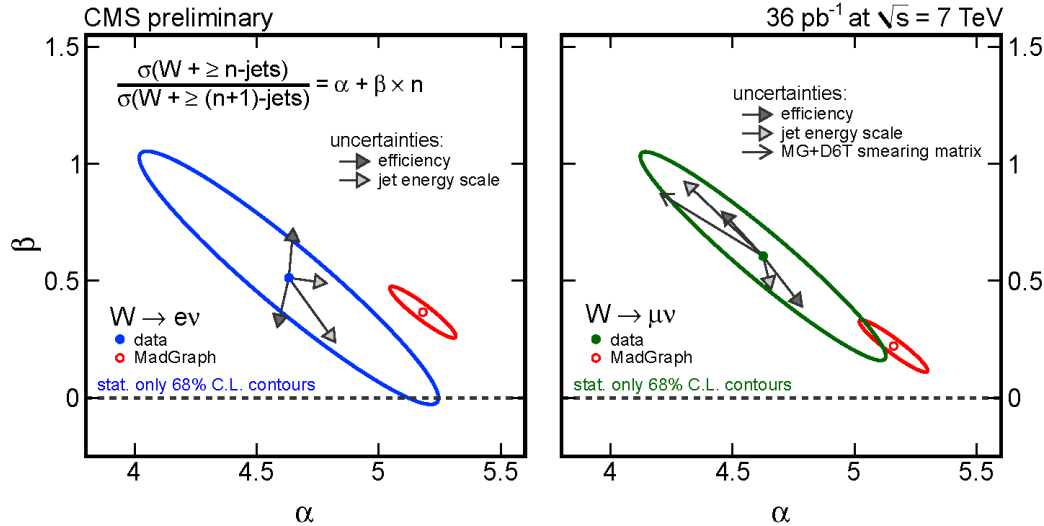 CMS preliminary
36 pb⁻¹ at √s = 7 TeV
σ(W + ≥ n-jets)
σ(W + ≥ (n+1)-jets) = α + β × n
uncertainties:
efficiency
jet energy scale
W → eν
data
MadGraph
stat. only 68% C.L. contours
β
1.5
1
0.5
0
4
4.5
5
5.5
α
uncertainties:
efficiency
jet energy scale
MG+D6T smearing matrix
W → μν
data
MadGraph
stat. only 68% C.L. contours
1.5
1
0.5
0
4
4.5
5
5.5
α